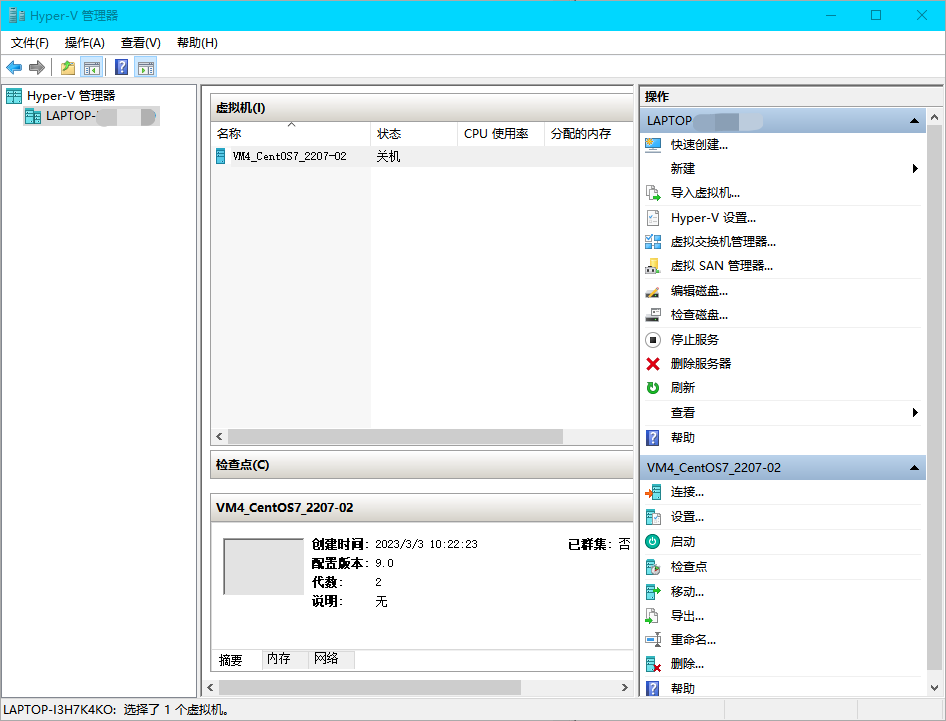 Hyper-V 管理器
文件(F) 操作(A) 查看(V) 帮助(H)
Hyper-V 管理器
LAPTOP-
虚拟机(I)
名称 状态 CPU 使用率 分配的内存
VM4_CentOS7_2207-02 关机
检查点(C)
VM4_CentOS7_2207-02
创建时间: 2023/3/3 10:22:23 已群集: 否
配置版本: 9.0
代数: 2
说明: 无
摘要 内存 网络
操作
LAPTOP
快速创建...
新建
导入虚拟机...
Hyper-V 设置...
虚拟交换机管理器...
虚拟 SAN 管理器...
编辑磁盘...
检查磁盘...
停止服务
删除服务器
刷新
查看
帮助
VM4_CentOS7_2207-02
连接...
设置...
启动
检查点
移动...
导出...
重命名...
删除...
帮助
LAPTOP-I3H7K4KO: 选择了 1 个虚拟机。